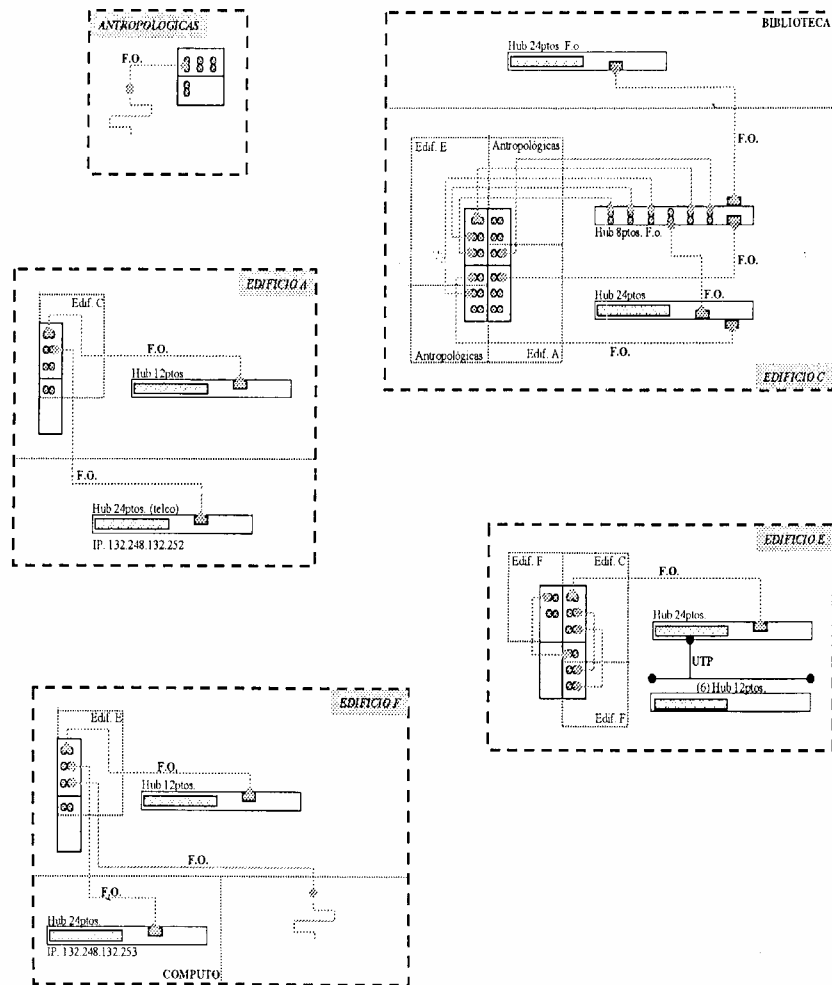 ANTROPOLOGICAS
F.O.
BIBLIOTECA
Hub 24ptos. F.o
F.O.
Edif. E
Antropológicas
Hub 8ptos. F.o.
F.O.
Hub 24ptos
F.O.
F.O.
Antropológicas
Edif. A
EDIFICIO C
EDIFICIO A
Edif. C
F.O.
Hub 12ptos
F.O.
Hub 24ptos. (telco)
IP. 132.248.132.252
EDIFICIO E
Edif. F
Edif. C
F.O.
Hub 24ptos.
UTP
(6) Hub 12ptos.
Edif. F
EDIFICIO F
Edif. E
F.O.
Hub 12ptos.
F.O.
F.O.
Hub 24ptos.
IP. 132.248.132.253
COMPUTO